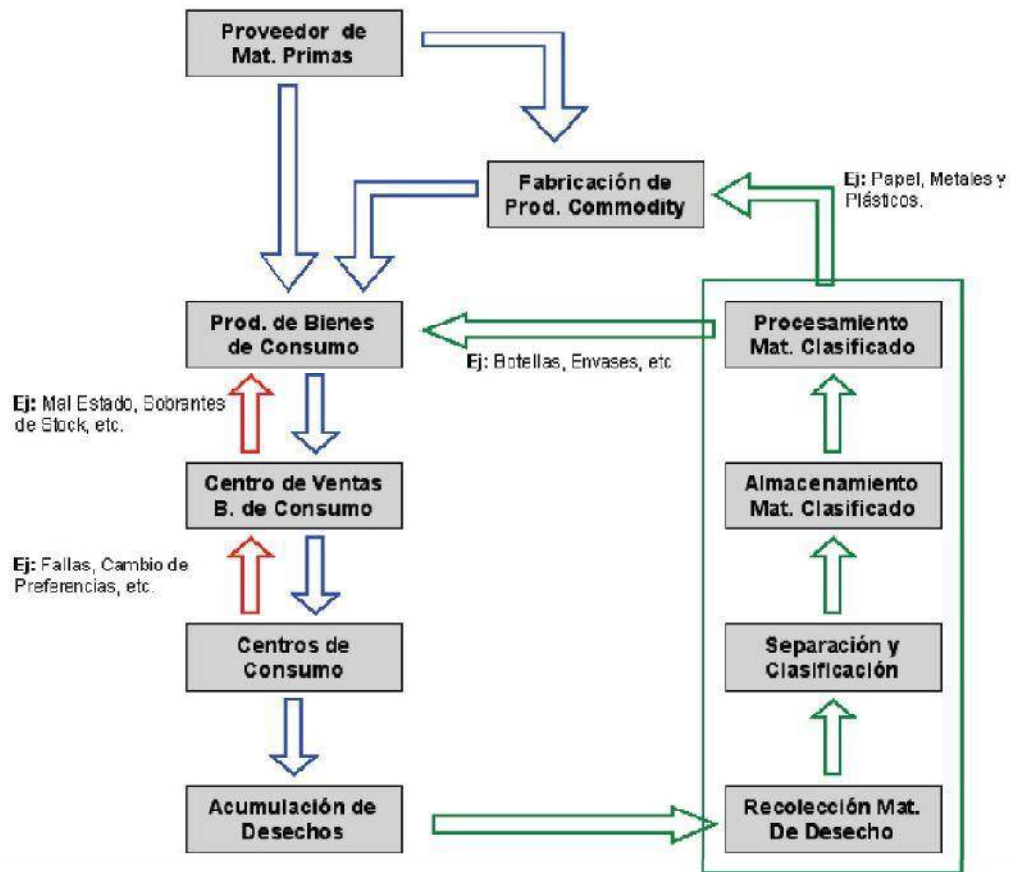 Proveedor de
Mat. Primas
Fabricación de
Prod. Commodity
Ej: Papel, Metales y
Plásticos.
Prod. de Bienes
de Consumo
Procesamiento
Mat. Clasificado
Ej: Botellas, Envases, etc
Ej: Mal Estado, Sobrantes
de Stock, etc.
Centro de Ventas
B. de Consumo
Almacenamiento
Mat. Clasificado
Ej: Fallas, Cambio de
Preferencias, etc.
Centros de
Consumo
Separación y
Clasificación
Acumulación de
Desechos
Recolección Mat.
De Desecho